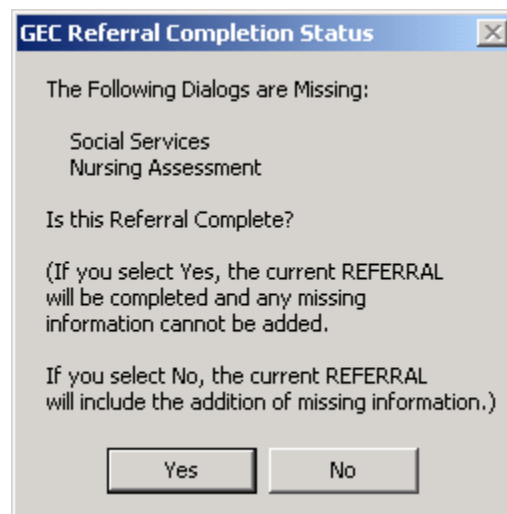 GEC Referral Completion Status
The Following Dialogs are Missing:
Social Services
Nursing Assessment
Is this Referral Complete?
(If you select Yes, the current REFERRAL
will be completed and any missing
information cannot be added.
If you select No, the current REFERRAL
will include the addition of missing information.)
Yes No